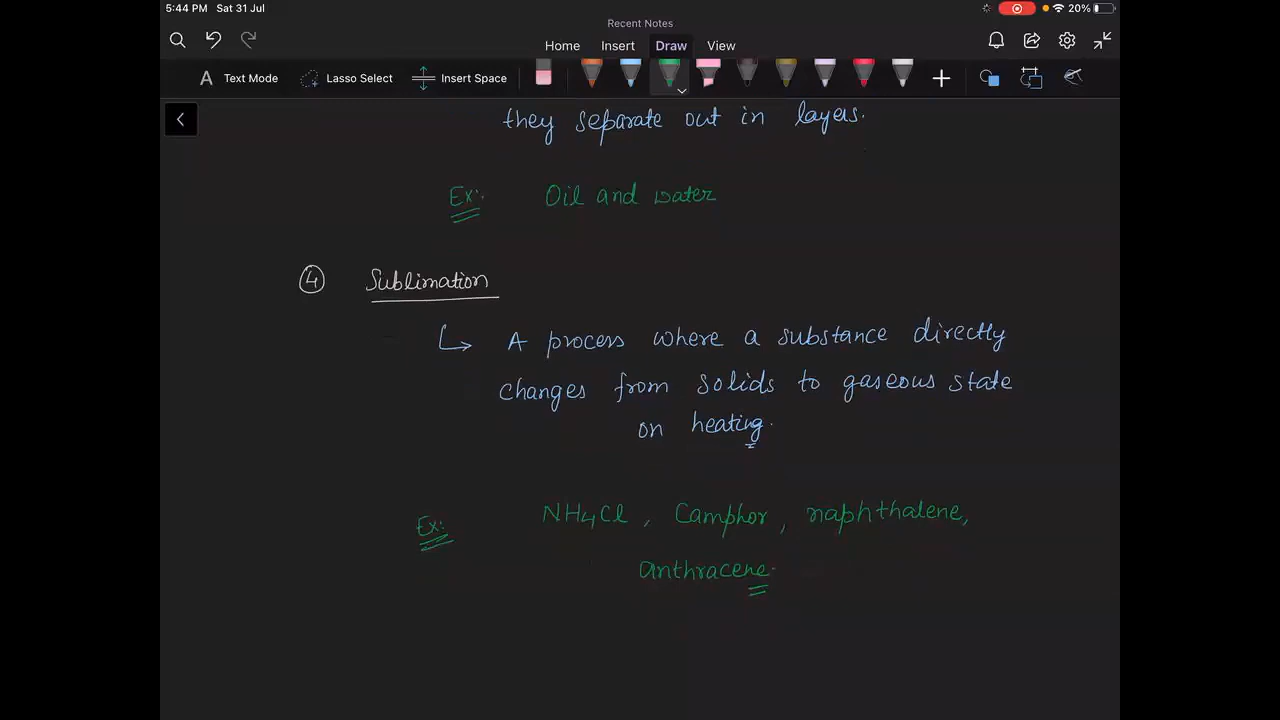 5:44 PM Sat 31 Jul
20%
Recent Notes
Home Insert Draw View
Text Mode Lasso Select Insert Space
they separate out in layers.
Ex:- Oil and water
4 Sublimation
A process where a substance directly
changes from solids to gaseous state
on heating.
Ex:- NH4Cl, Camphor, naphthalene,
anthracene.